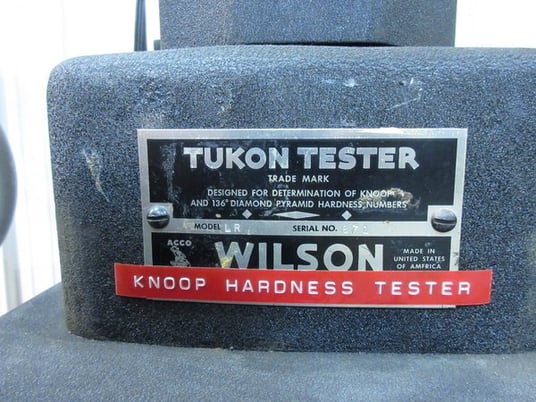 TUKON TESTER
TRADE MARK
DESIGNED FOR DETERMINATION OF KNOOP
AND 136° DIAMOND PYRAMID HARDNESS NUMBERS
MODEL LR SERIAL NO.
ACCO WILSON MADE IN
UNITED STATES
OF AMERICA
KNOOP HARDNESS TESTER